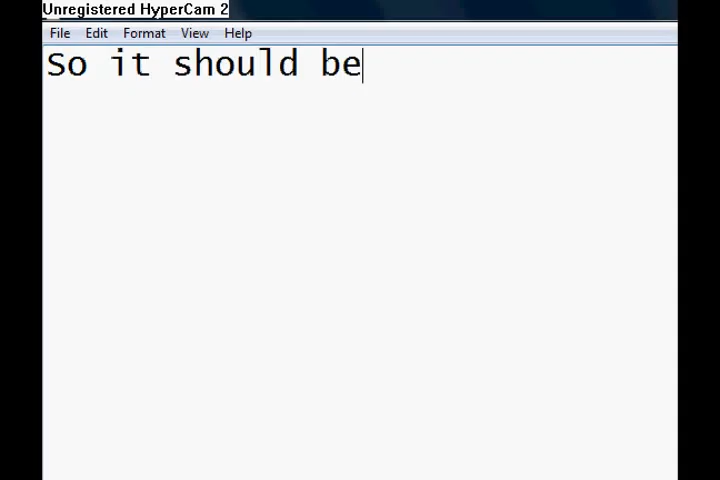 Unregistered HyperCam 2
File Edit Format View Help
So it should be